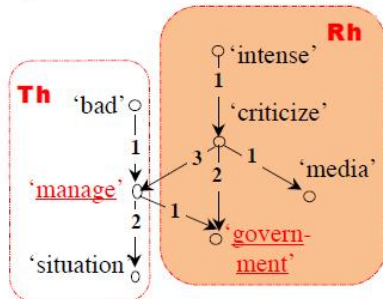 Rh
‘intense’
1
Th
‘bad’
‘criticize’
1
3
1
2
‘media’
‘manage’
1
2
‘govern-
ment’
‘situation’